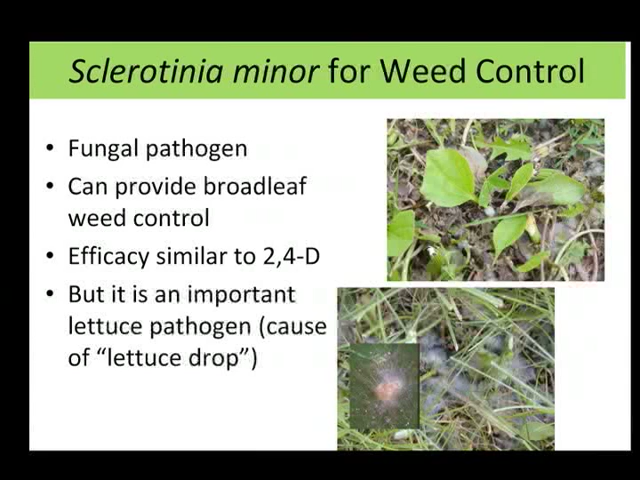 Sclerotinia minor for Weed Control
• Fungal pathogen
• Can provide broadleaf
weed control
• Efficacy similar to 2,4-D
• But it is an important
lettuce pathogen (cause
of “lettuce drop”)